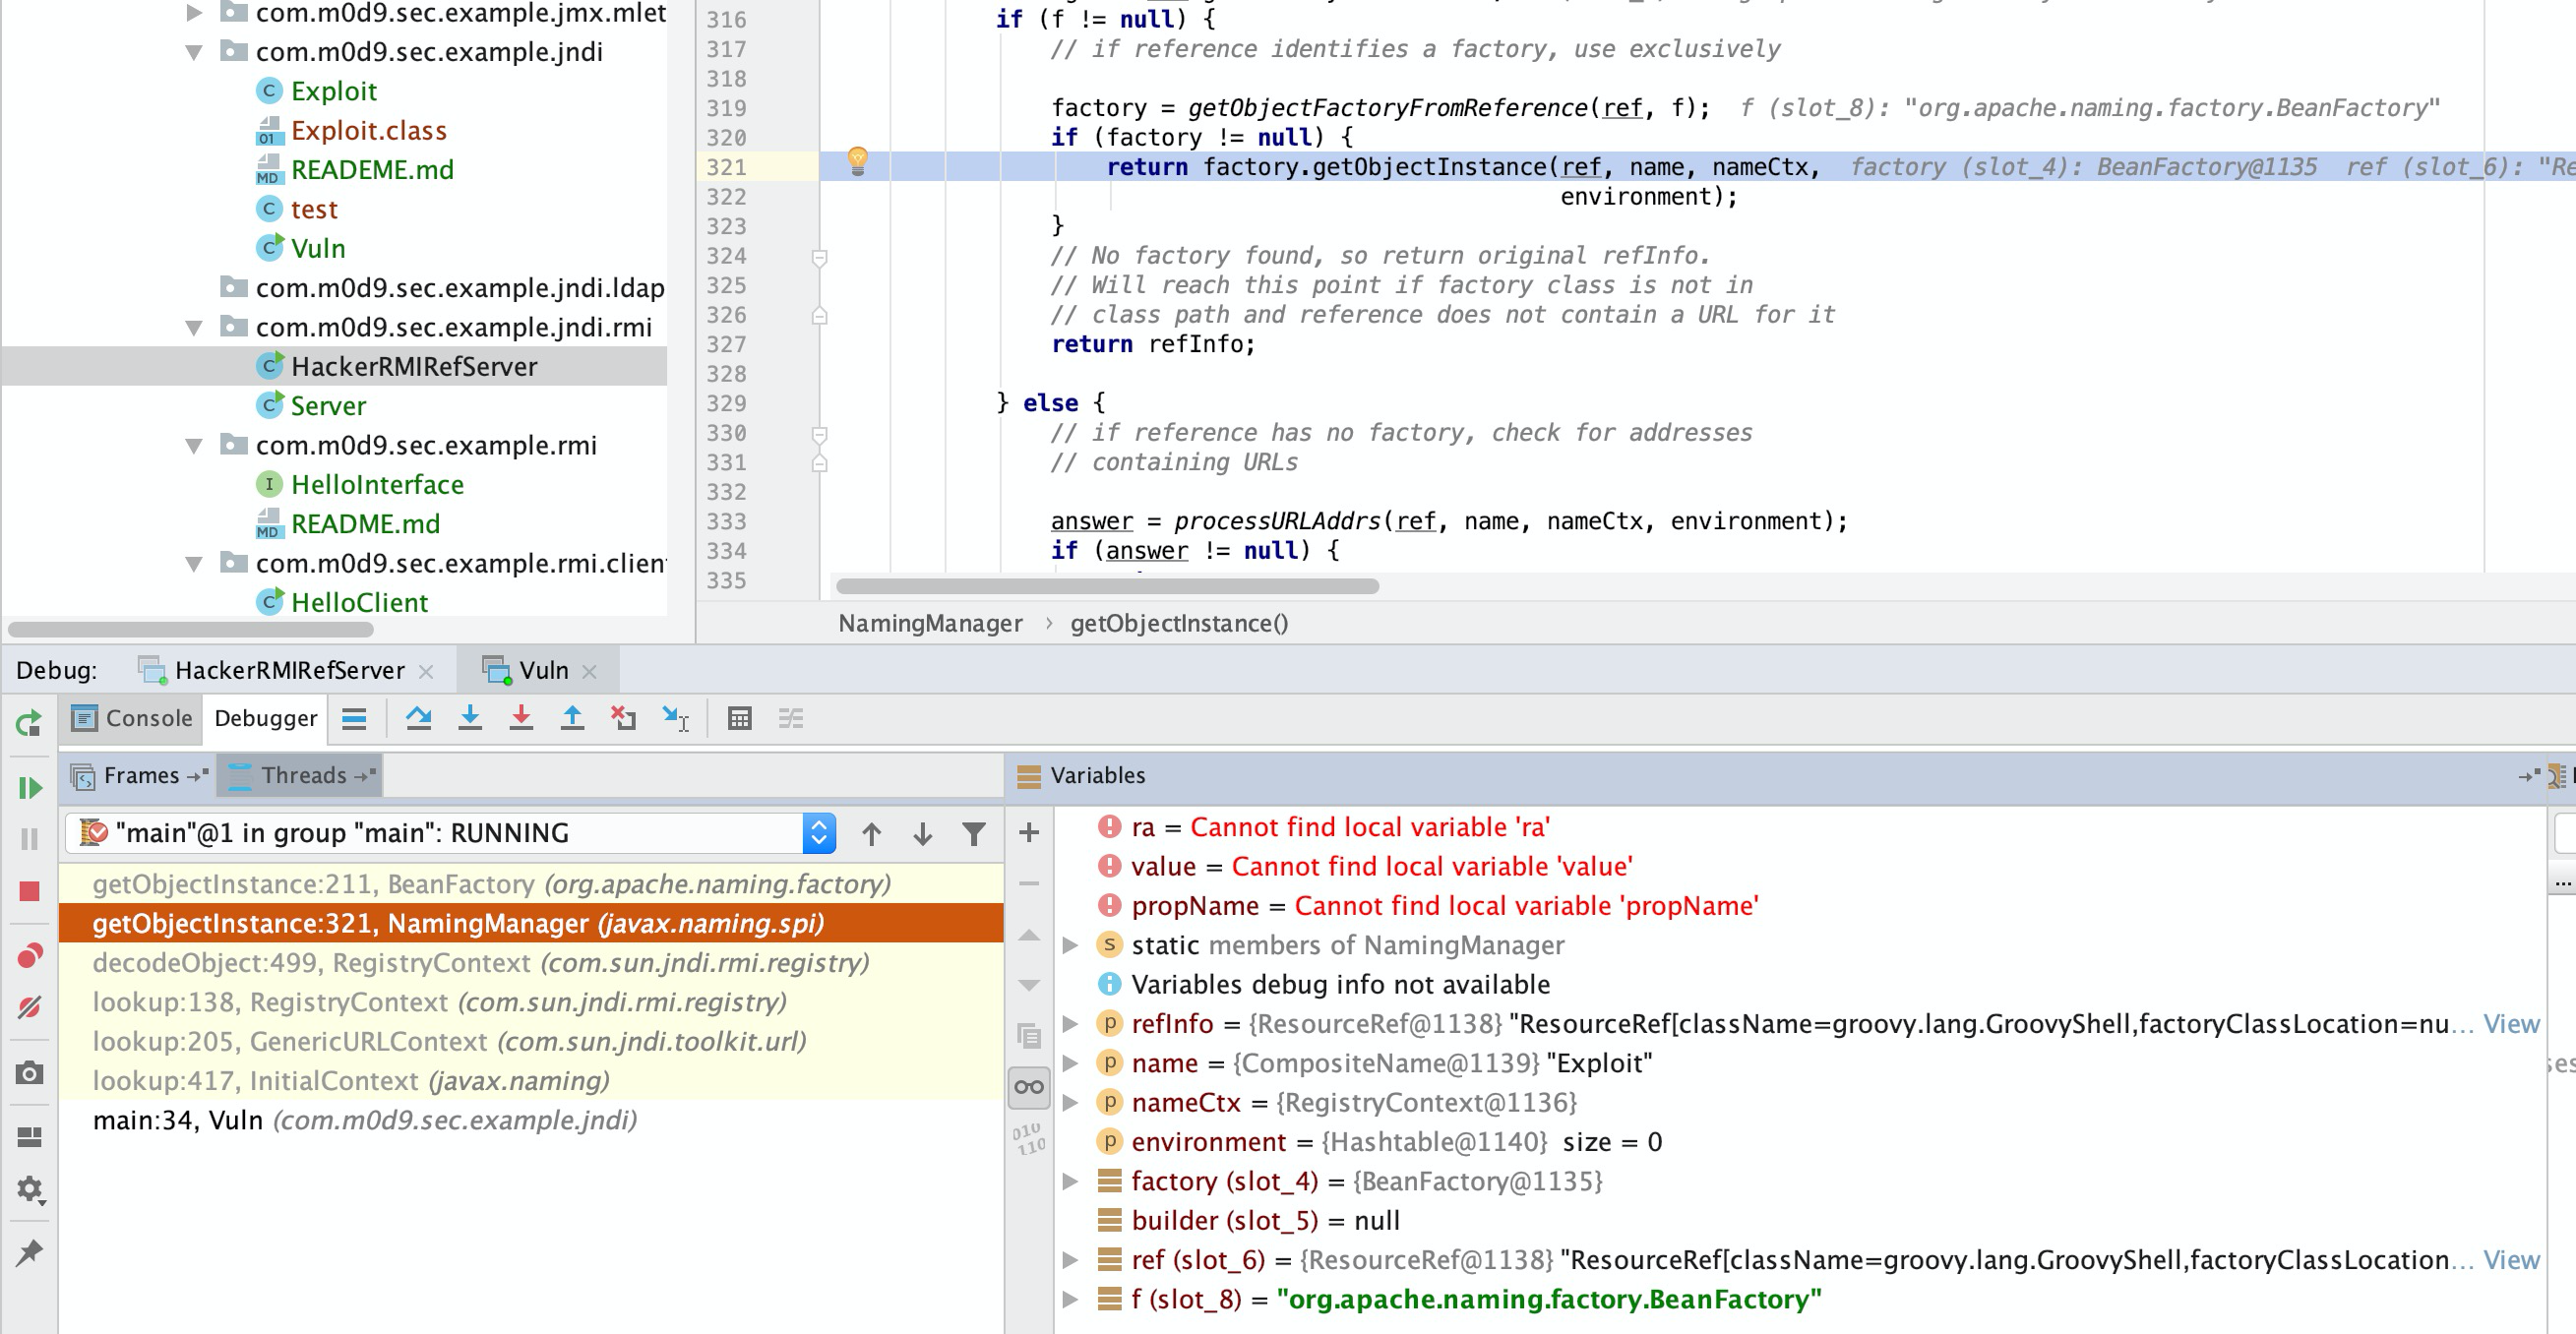 com.m0d9.sec.example.jmx.mlet
com.m0d9.sec.example.jndi
Exploit
Exploit.class
READEME.md
test
Vuln
com.m0d9.sec.example.jndi.ldap
com.m0d9.sec.example.jndi.rmi
HackerRMIRefServer
Server
com.m0d9.sec.example.rmi
HelloInterface
README.md
com.m0d9.sec.example.rmi.client
HelloClient
316 if (f != null) {
317 // if reference identifies a factory, use exclusively
318
319 factory = getObjectFactoryFromReference(ref, f); f (slot_8): "org.apache.naming.factory.BeanFactory"
320 if (factory != null) {
321 return factory.getObjectInstance(ref, name, nameCtx, factory (slot_4): BeanFactory@1135 ref (slot_6): "Re
322 environment);
323 }
324 // No factory found, so return original refInfo.
325 // Will reach this point if factory class is not in
326 // class path and reference does not contain a URL for it
327 return refInfo;
328
329 } else {
330 // if reference has no factory, check for addresses
331 // containing URLs
332
333 answer = processURLAddrs(ref, name, nameCtx, environment);
334 if (answer != null) {
335
NamingManager › getObjectInstance()
Debug: HackerRMIRefServer × Vuln ×
Console Debugger
Frames Threads
"main"@1 in group "main": RUNNING
getObjectInstance:211, BeanFactory (org.apache.naming.factory)
getObjectInstance:321, NamingManager (javax.naming.spi)
decodeObject:499, RegistryContext (com.sun.jndi.rmi.registry)
lookup:138, RegistryContext (com.sun.jndi.rmi.registry)
lookup:205, GenericURLContext (com.sun.jndi.toolkit.url)
lookup:417, InitialContext (javax.naming)
main:34, Vuln (com.m0d9.sec.example.jndi)
Variables
ra = Cannot find local variable 'ra'
value = Cannot find local variable 'value'
propName = Cannot find local variable 'propName'
static members of NamingManager
Variables debug info not available
refInfo = {ResourceRef@1138} "ResourceRef[className=groovy.lang.GroovyShell,factoryClassLocation=nu... View
name = {CompositeName@1139} "Exploit"
nameCtx = {RegistryContext@1136}
environment = {Hashtable@1140} size = 0
factory (slot_4) = {BeanFactory@1135}
builder (slot_5) = null
ref (slot_6) = {ResourceRef@1138} "ResourceRef[className=groovy.lang.GroovyShell,factoryClassLocation... View
f (slot_8) = "org.apache.naming.factory.BeanFactory"